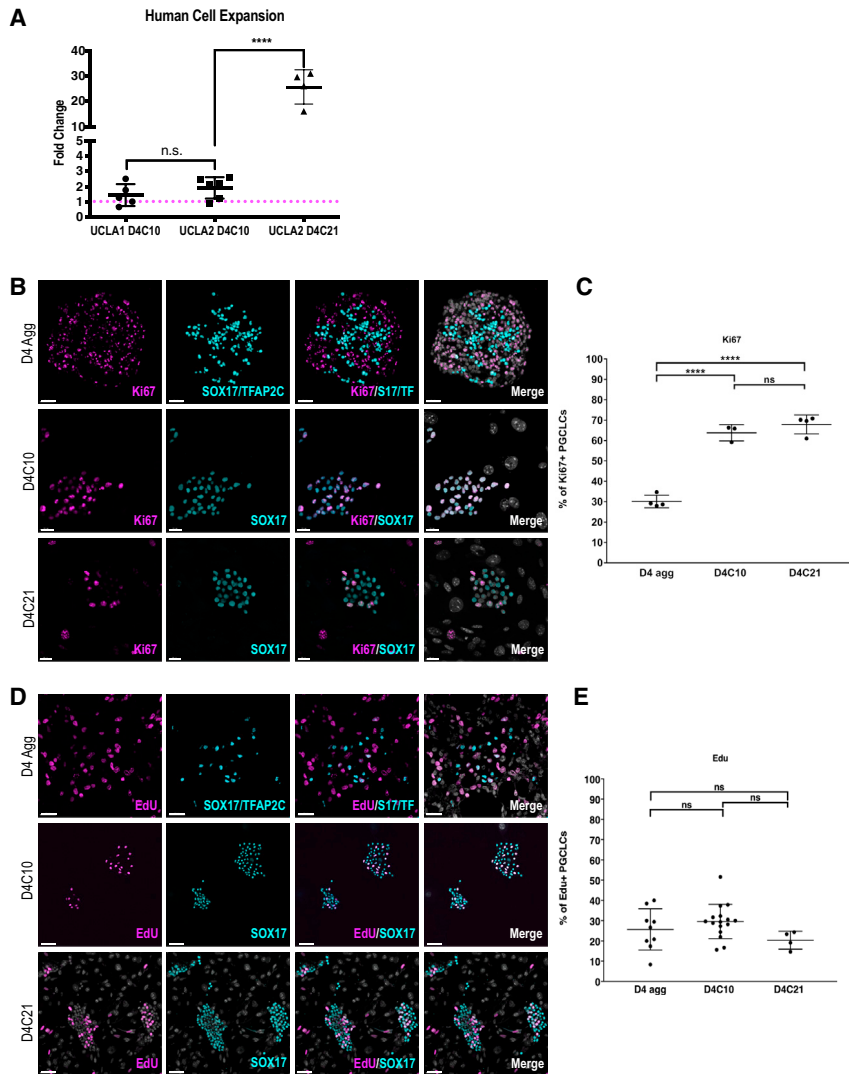 A
Human Cell Expansion
****
n.s.
Fold Change
40
30
20
10
5
4
3
2
1
0
UCLA1 D4C10
UCLA2 D4C10
UCLA2 D4C21
B
D4 Agg
Ki67
SOX17/TFAP2C
Ki67/S17/TF
Merge
D4C10
Ki67
SOX17
Ki67/SOX17
Merge
D4C21
Ki67
SOX17
Ki67/SOX17
Merge
C
Ki67
****
****
ns
% of Ki67+ PGCLCs
100
90
80
70
60
50
40
30
20
10
0
D4 agg
D4C10
D4C21
D
D4 Agg
EdU
SOX17/TFAP2C
EdU/S17/TF
Merge
D4C10
EdU
SOX17
EdU/SOX17
Merge
D4C21
EdU
SOX17
EdU/SOX17
Merge
E
Edu
ns
ns
ns
% of Edu+ PGCLCs
100
90
80
70
60
50
40
30
20
10
0
D4 agg
D4C10
D4C21